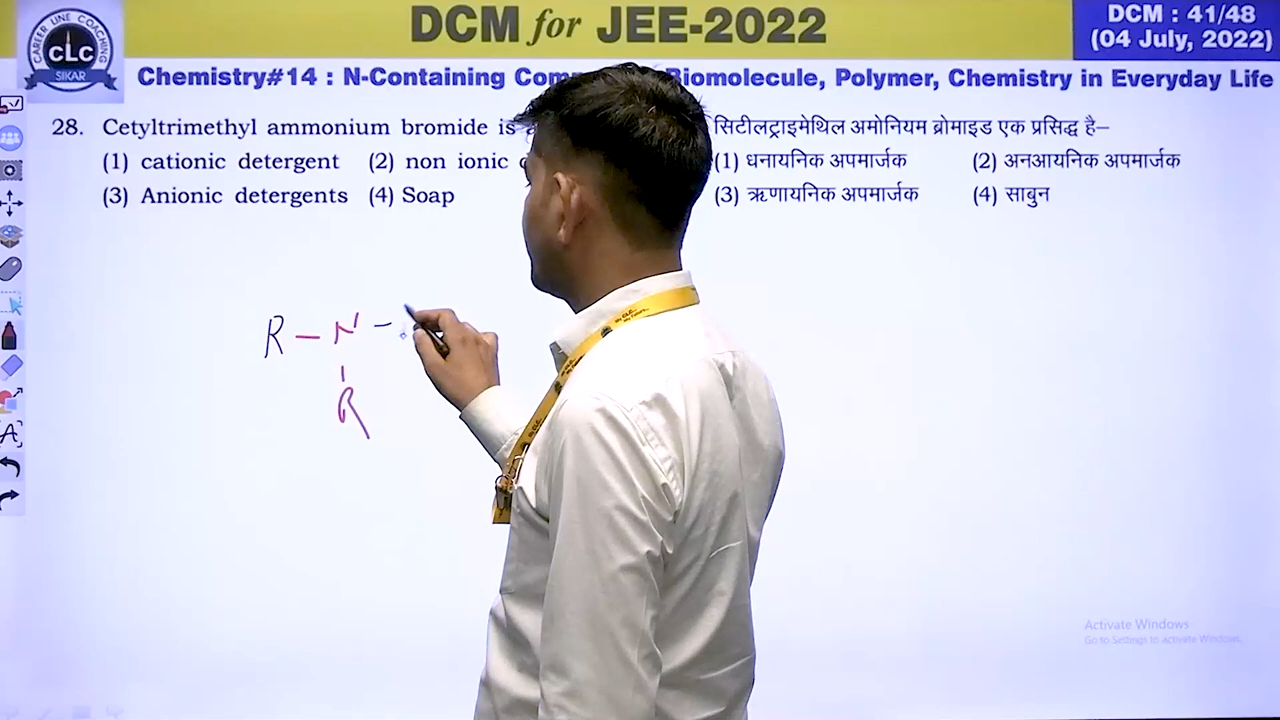 DCM for JEE-2022
DCM : 41/48
(04 July, 2022)
CAREER LINE COACHING
CLC
SIKAR
Chemistry#14 : N-Containing Biomolecule, Polymer, Chemistry in Everyday Life
28. Cetyltrimethyl ammonium bromide is
(1) cationic detergent (2) non ionic
(3) Anionic detergents (4) Soap
सिटीलट्राइमेथिल अमोनियम ब्रोमाइड एक प्रसिद्ध है–
(1) धनायनिक अपमार्जक (2) अनआयनिक अपमार्जक
(3) ऋणायनिक अपमार्जक (4) साबुन
R – N –
R
Activate Windows
Go to Settings to activate Windows.